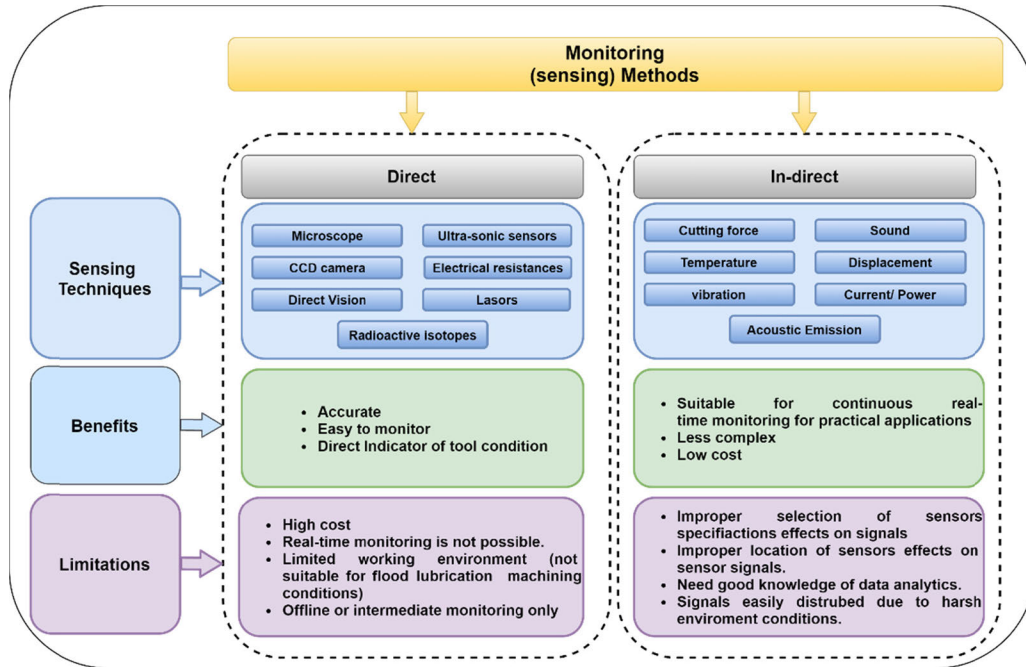 Monitoring
(sensing) Methods
Direct
In-direct
Sensing
Techniques
Microscope
Ultra-sonic sensors
CCD camera
Electrical resistances
Direct Vision
Lasors
Radioactive isotopes
Cutting force
Sound
Temperature
Displacement
vibration
Current/ Power
Acoustic Emission
Benefits
• Accurate
• Easy to monitor
• Direct Indicator of tool condition
• Suitable for continuous real-
time monitoring for practical applications
• Less complex
• Low cost
Limitations
• High cost
• Real-time monitoring is not possible.
• Limited working environment (not
suitable for flood lubrication machining
conditions)
• Offline or intermediate monitoring only
• Improper selection of sensors
specifiactions effects on signals
• Improper location of sensors effects on
sensor signals.
• Need good knowledge of data analytics.
• Signals easily distrubed due to harsh
enviroment conditions.